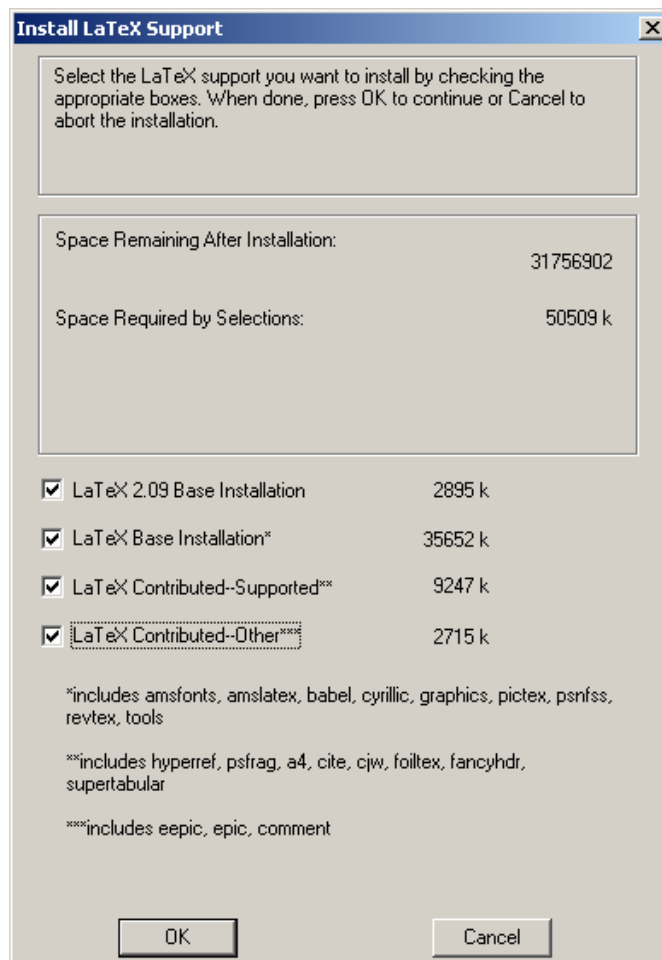 Install LaTeX Support
Select the LaTeX support you want to install by checking the
appropriate boxes. When done, press OK to continue or Cancel to
abort the installation.
Space Remaining After Installation:
31756902
Space Required by Selections: 50509 k
LaTeX 2.09 Base Installation 2895 k
LaTeX Base Installation* 35652 k
LaTeX Contributed--Supported** 9247 k
LaTeX Contributed--Other*** 2715 k
*includes amsfonts, amslatex, babel, cyrillic, graphics, pictex, psnfss,
revtex, tools
**includes hyperref, psfrag, a4, cite, cjw, foiltex, fancyhdr,
supertabular
***includes eepic, epic, comment
OK Cancel